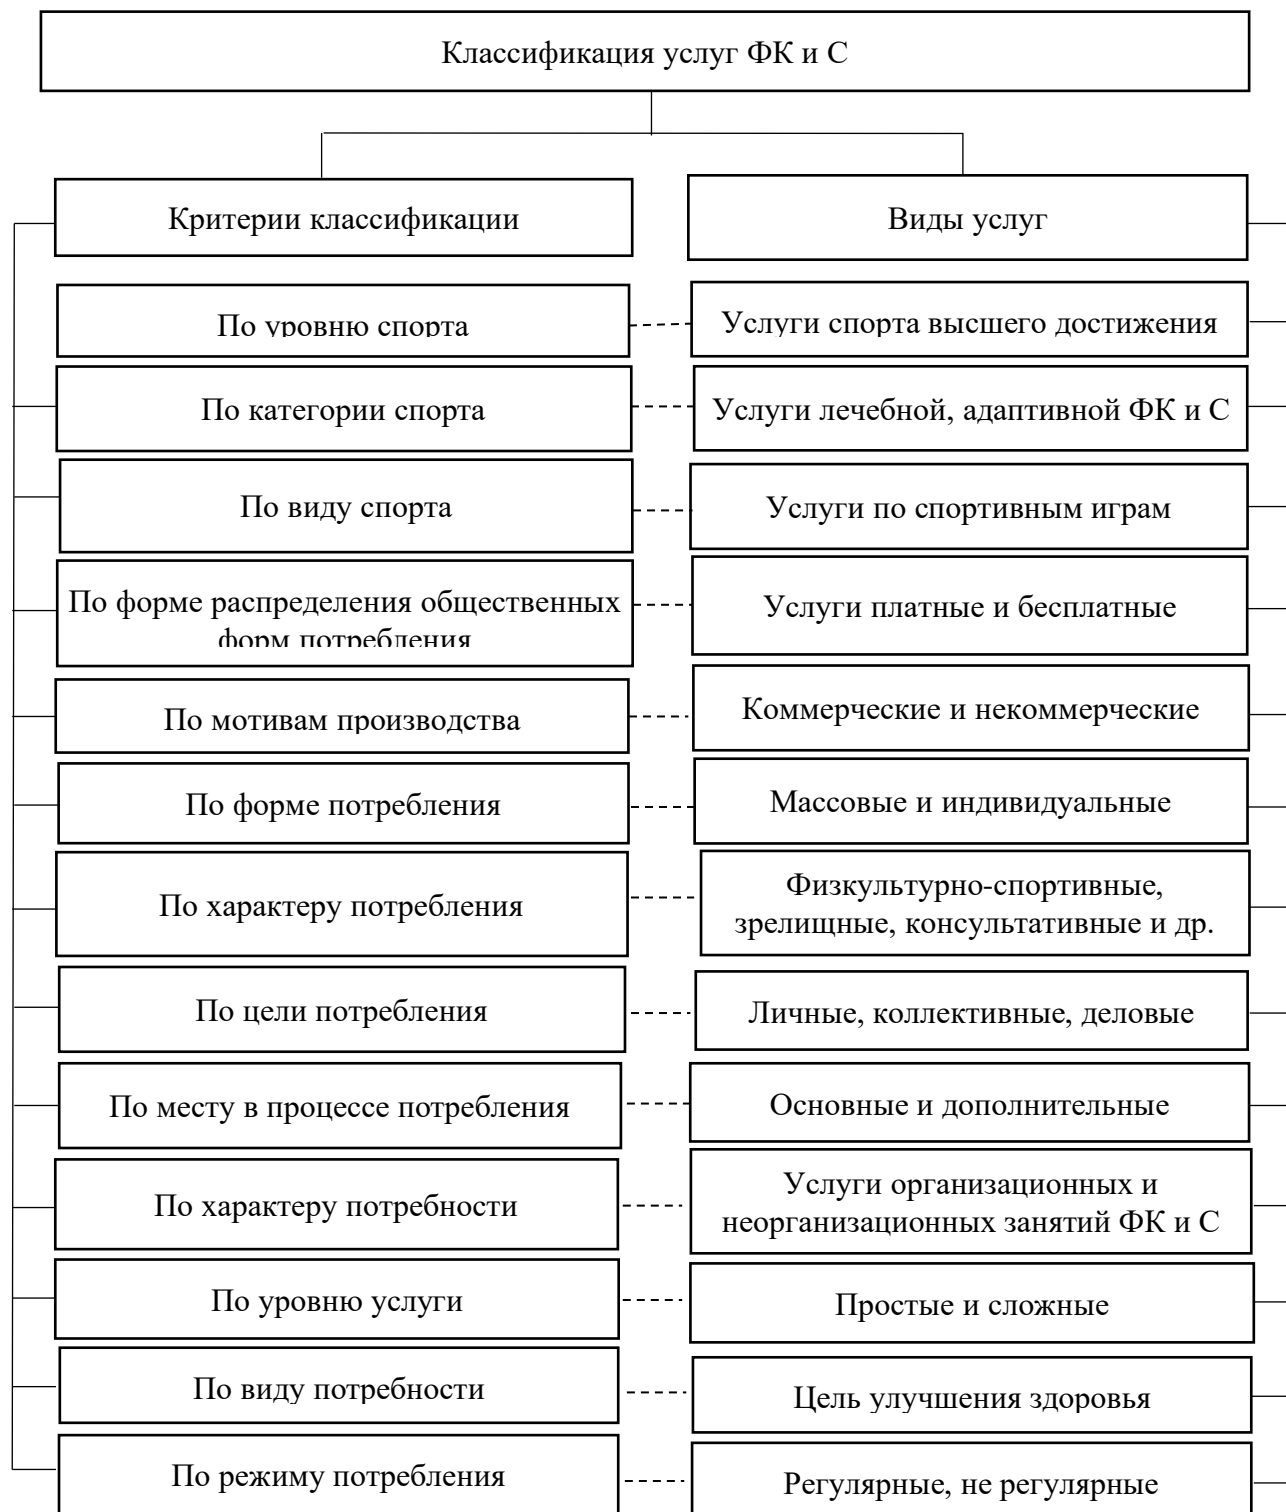 Классификация услуг ФК и С
Критерии классификации
Виды услуг
По уровню спорта
Услуги спорта высшего достижения
По категории спорта
Услуги лечебной, адаптивной ФК и С
По виду спорта
Услуги по спортивным играм
По форме распределения общественных
форм потребления
Услуги платные и бесплатные
По мотивам производства
Коммерческие и некоммерческие
По форме потребления
Массовые и индивидуальные
По характеру потребления
Физкультурно-спортивные,
зрелищные, консультативные и др.
По цели потребления
Личные, коллективные, деловые
По месту в процессе потребления
Основные и дополнительные
По характеру потребности
Услуги организационных и
неорганизационных занятий ФК и С
По уровню услуги
Простые и сложные
По виду потребности
Цель улучшения здоровья
По режиму потребления
Регулярные, не регулярные